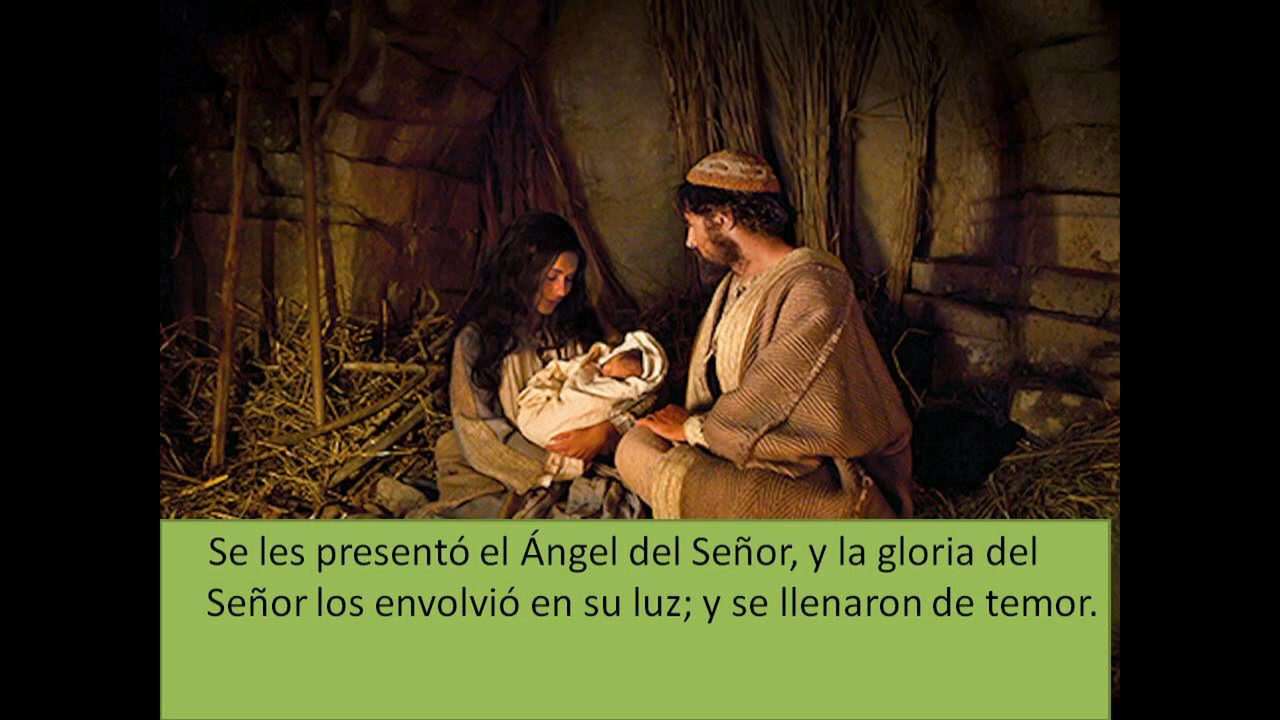 Se les presentó el Ángel del Señor, y la gloria del
Señor los envolvió en su luz; y se llenaron de temor.